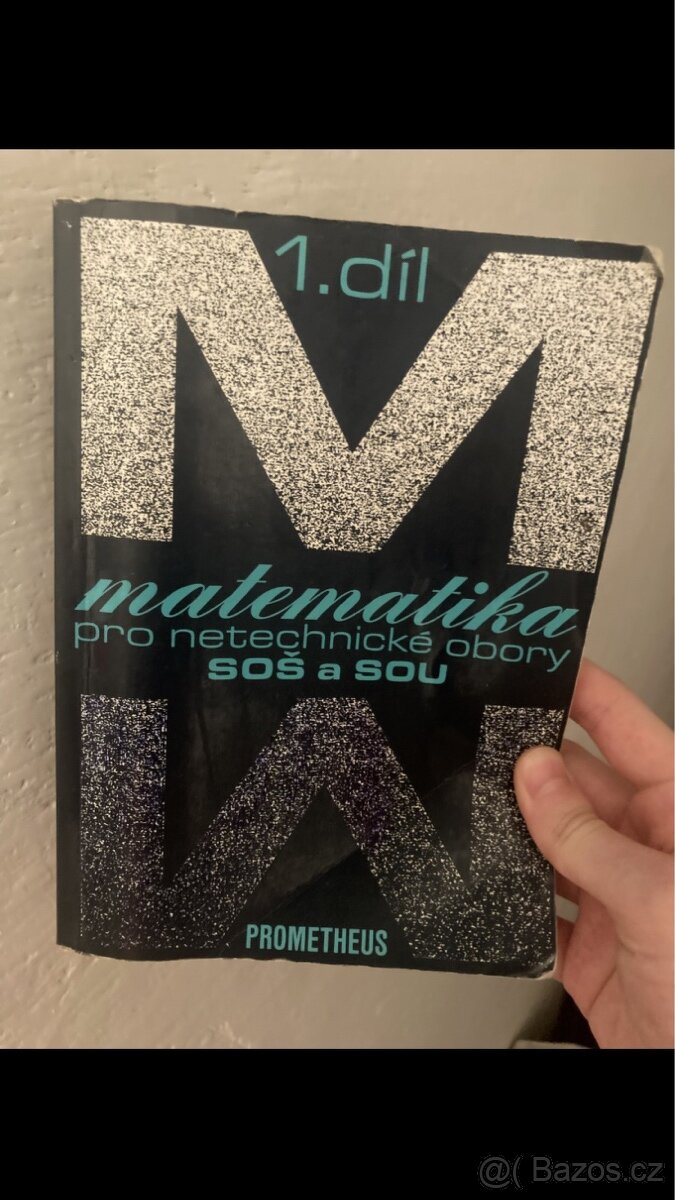 1.díl
matematika
pro netechnické obory
SOŠ a SOU
PROMETHEUS
@( Bazos.cz